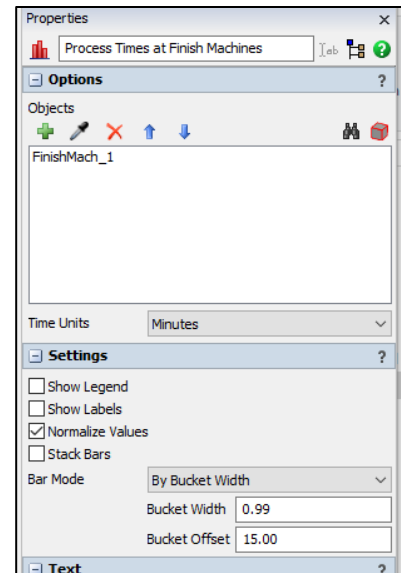 Properties
Process Times at Finish Machines
Options ?
Objects
FinishMach_1
Time Units Minutes
Settings ?
Show Legend
Show Labels
Normalize Values
Stack Bars
Bar Mode By Bucket Width
Bucket Width 0.99
Bucket Offset 15.00
Text ?